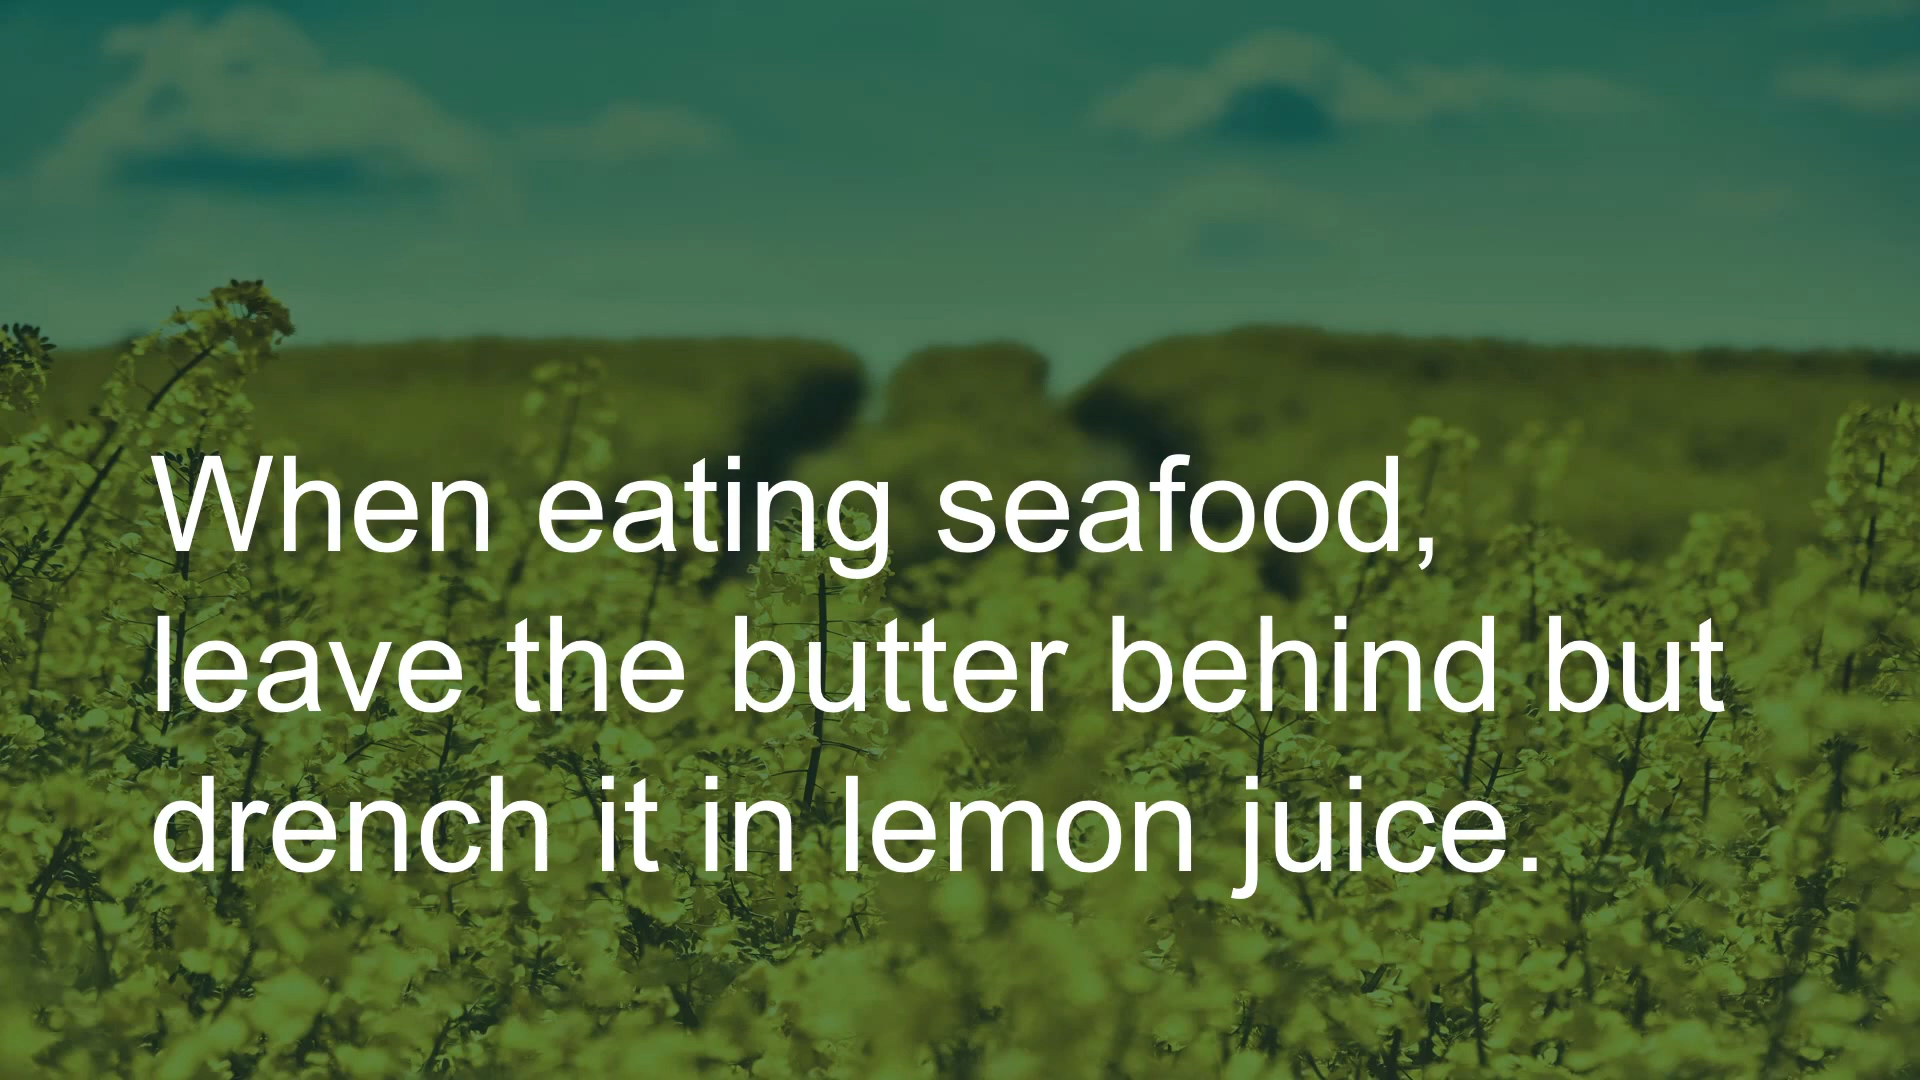 When eating seafood,
leave the butter behind but
drench it in lemon juice.